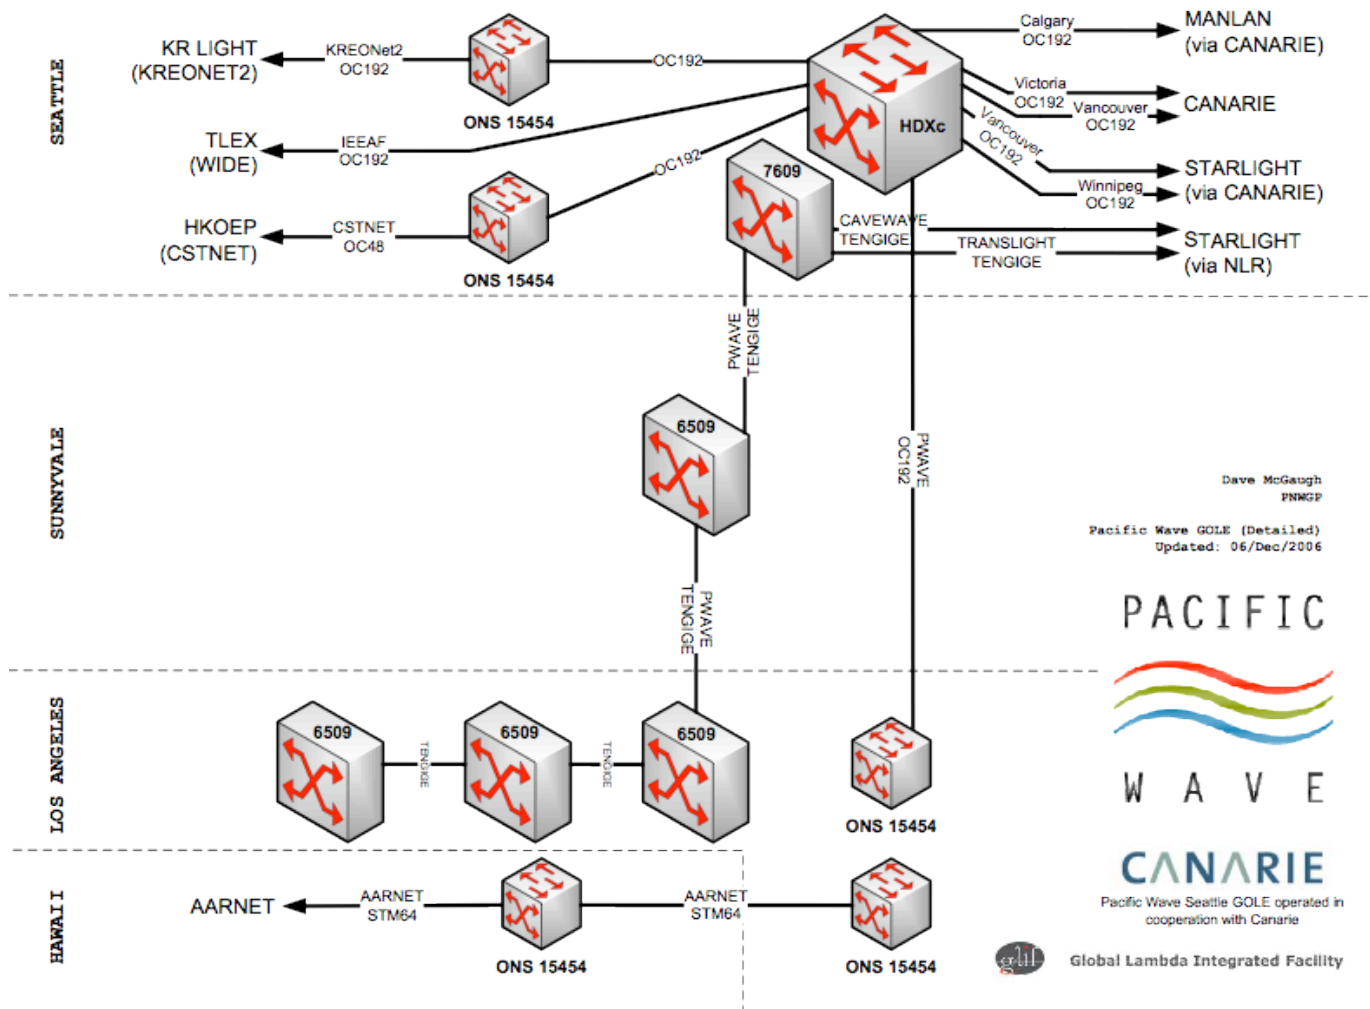 SEATTLE
KR LIGHT
(KREONET2)
KREONet2
OC192
ONS 15454
OC192
TLEX
(WIDE)
IEEAF
OC192
HKOEP
(CSTNET)
CSTNET
OC48
ONS 15454
OC192
HDXc
7609
Calgary
OC192
MANLAN
(via CANARIE)
Victoria
OC192
Vancouver
OC192
CANARIE
Vancouver
OC192
STARLIGHT
(via CANARIE)
Winnipeg
OC192
CAVEWAVE
TENGIGE
TRANSLIGHT
TENGIGE
STARLIGHT
(via NLR)
SUNNYVALE
PWAVE
TENGIGE
6509
PWAVE
OC192
PWAVE
TENGIGE
Dave McGaugh
PNWGP
Pacific Wave GOLE (Detailed)
Updated: 06/Dec/2006
PACIFIC
WAVE
LOS ANGELES
6509
TENGIGE
6509
TENGIGE
6509
ONS 15454
CANARIE
Pacific Wave Seattle GOLE operated in
cooperation with Canarie
HAWAII
AARNET
AARNET
STM64
ONS 15454
AARNET
STM64
ONS 15454
glif
Global Lambda Integrated Facility